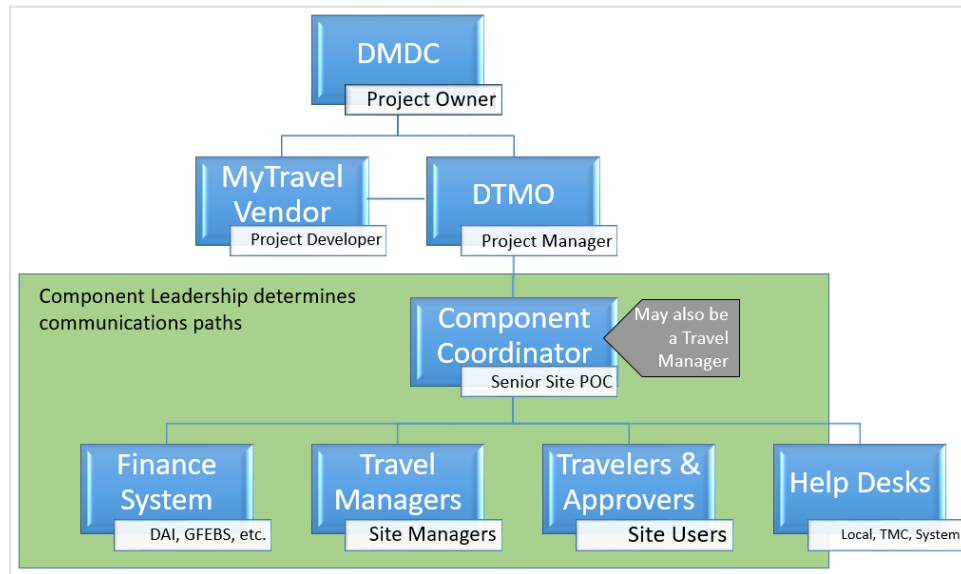 DMDC
Project Owner
MyTravel
Vendor
Project Developer
DTMO
Project Manager
Component Leadership determines
communications paths
Component
Coordinator
Senior Site POC
May also be
a Travel
Manager
Finance
System
DAI, GFEBS, etc.
Travel
Managers
Site Managers
Travelers &
Approvers
Site Users
Help Desks
Local, TMC, System